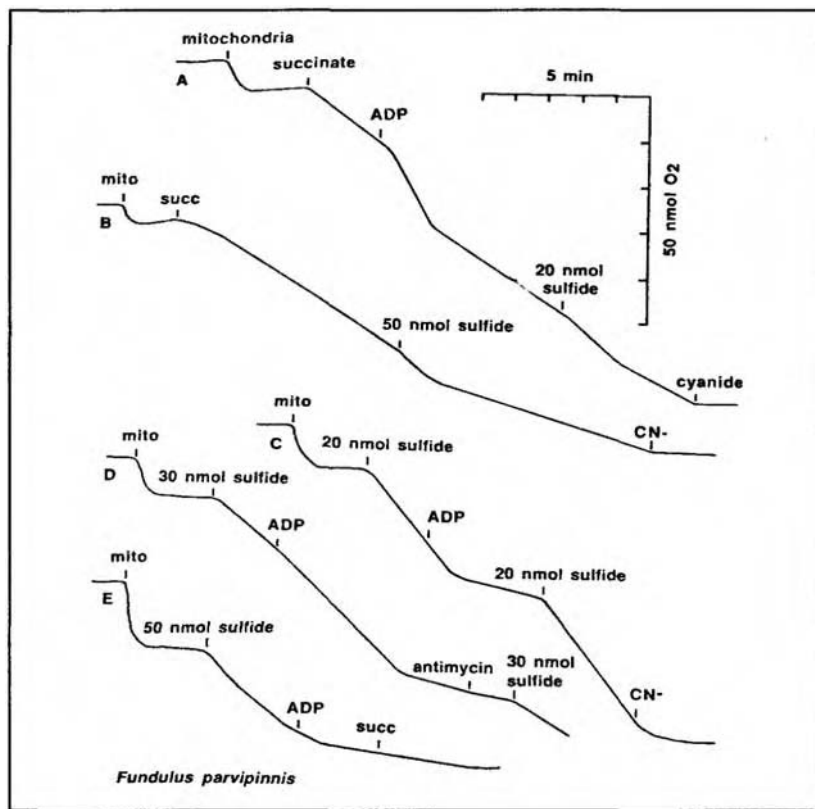 mitochondria
A
succinate
ADP
5 min
50 nmol O2
20 nmol
sulfide
cyanide
mito
B
succ
50 nmol sulfide
CN-
mito
C
20 nmol sulfide
ADP
20 nmol sulfide
CN-
mito
D
30 nmol sulfide
ADP
antimycin
30 nmol
sulfide
mito
E
50 nmol sulfide
ADP
succ
Fundulus parvipinnis